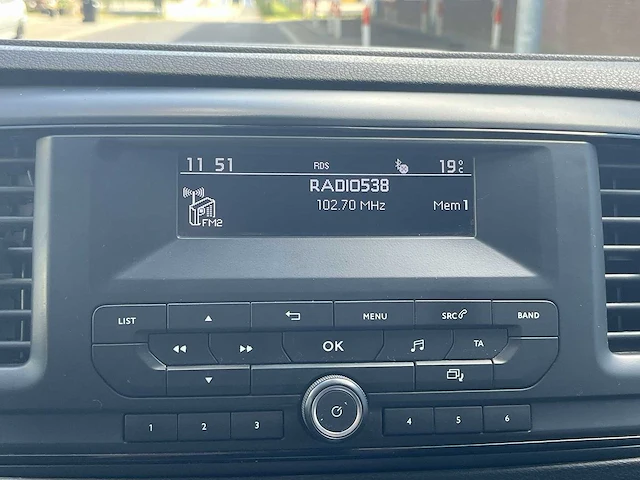 11 51 RDS 19 °C
RADIO538
102.70 MHz Mem 1
FM2
LIST MENU SRC BAND
OK TA
1 2 3 4 5 6